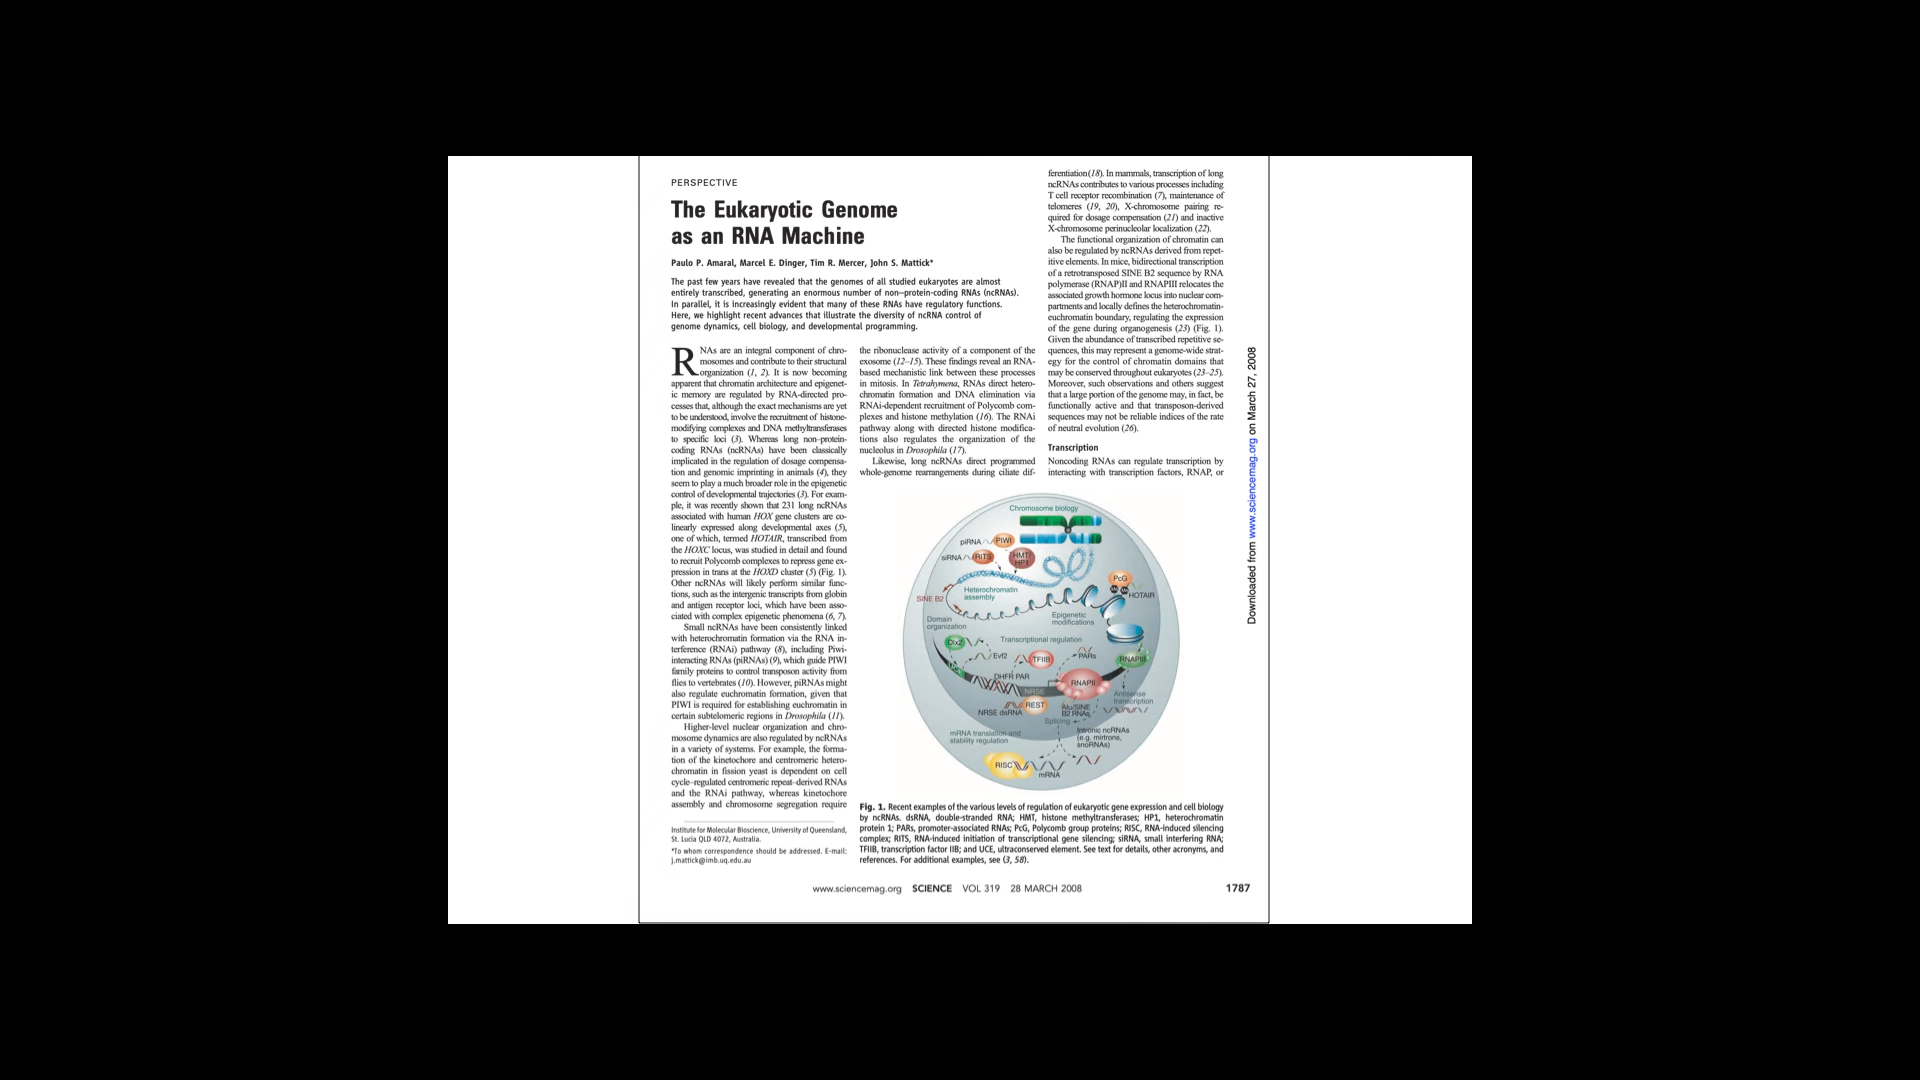 PERSPECTIVE
The Eukaryotic Genome
as an RNA Machine
Paulo P. Amaral, Marcel E. Dinger, Tim R. Mercer, John S. Mattick*
The past few years have revealed that the genomes of all studied eukaryotes are almost
entirely transcribed, generating an enormous number of non–protein-coding RNAs (ncRNAs).
In parallel, it is increasingly evident that many of these RNAs have regulatory functions.
Here, we highlight recent advances that illustrate the diversity of ncRNA control of
genome dynamics, cell biology, and developmental programming.
RNAs are an integral component of chro-
mosomes and contribute to their structural
organization (1, 2). It is now becoming
apparent that chromatin architecture and epigenet-
ic memory are regulated by RNA-directed pro-
cesses that, although the exact mechanisms are yet
to be understood, involve the recruitment of histone-
modifying complexes and DNA methyltransferases
to specific loci (3). Whereas long non–protein-
coding RNAs (ncRNAs) have been classically
implicated in the regulation of dosage compensa-
tion and genomic imprinting in animals (4), they
seem to play a much broader role in the epigenetic
control of developmental trajectories (3). For exam-
ple, it was recently shown that 231 long ncRNAs
associated with human HOX gene clusters are co-
linearly expressed along developmental axes (5),
one of which, termed HOTAIR, transcribed from
the HOXC locus, was studied in detail and found
to recruit Polycomb complexes to repress gene ex-
pression in trans at the HOXD cluster (5) (Fig. 1).
Other ncRNAs will likely perform similar func-
tions, such as the intergenic transcripts from globin
and antigen receptor loci, which have been asso-
ciated with complex epigenetic phenomena (6, 7).
Small ncRNAs have been consistently linked
with heterochromatin formation via the RNA in-
terference (RNAi) pathway (8), including Piwi-
interacting RNAs (piRNAs) (9), which guide PIWI
family proteins to control transposon activity from
flies to vertebrates (10). However, piRNAs might
also regulate euchromatin formation, given that
PIWI is required for establishing euchromatin in
certain subtelomeric regions in Drosophila (11).
Higher-level nuclear organization and chro-
mosome dynamics are also regulated by ncRNAs
in a variety of systems. For example, the forma-
tion of the kinetochore and centromeric hetero-
chromatin in fission yeast is dependent on cell
cycle–regulated centromeric repeat–derived RNAs
and the RNAi pathway, whereas kinetochore
assembly and chromosome segregation require
Institute for Molecular Bioscience, University of Queensland,
St. Lucia QLD 4072, Australia.
*To whom correspondence should be addressed. E-mail:
j.mattick@imb.uq.edu.au
the ribonuclease activity of a component of the
exosome (12–15). These findings reveal an RNA-
based mechanistic link between these processes
in mitosis. In Tetrahymena, RNAs direct hetero-
chromatin formation and DNA elimination via
RNAi-dependent recruitment of Polycomb com-
plexes and histone methylation (16). The RNAi
pathway along with directed histone modifica-
tions also regulates the organization of the
nucleolus in Drosophila (17).
Likewise, long ncRNAs direct programmed
whole-genome rearrangements during ciliate dif-
ferentiation (18). In mammals, transcription of long
ncRNAs contributes to various processes including
T cell receptor recombination (7), maintenance of
telomeres (19, 20), X-chromosome pairing re-
quired for dosage compensation (21) and inactive
X-chromosome perinucleolar localization (22).
The functional organization of chromatin can
also be regulated by ncRNAs derived from repet-
itive elements. In mice, bidirectional transcription
of a retrotransposed SINE B2 sequence by RNA
polymerase (RNAP)II and RNAPIII relocates the
associated growth hormone locus into nuclear com-
partments and locally defines the heterochromatin-
euchromatin boundary, regulating the expression
of the gene during organogenesis (23) (Fig. 1).
Given the abundance of transcribed repetitive se-
quences, this may represent a genome-wide strat-
egy for the control of chromatin domains that
may be conserved throughout eukaryotes (23–25).
Moreover, such observations and others suggest
that a large portion of the genome may, in fact, be
functionally active and that transposon-derived
sequences may not be reliable indices of the rate
of neutral evolution (26).
Transcription
Noncoding RNAs can regulate transcription by
interacting with transcription factors, RNAP, or
Chromosome biology
piRNA PIWI
siRNA RITS HMT/
HP1
PcG
HOTAIR
SINE B2
Heterochromatin
assembly
Domain
organization
Epigenetic
modifications
Dlx2
Transcriptional regulation
Evf2
TFIIB
PARs
RNAPIII
DHFR PAR
NRSE
RNAPII
REST
NRSE dsRNA
Alu/SINE
B2 RNAs
Antisense
transcription
Splicing
mRNA translation and
stability regulation
Intronic ncRNAs
(e.g. mirtrons,
snoRNAs)
RISC
mRNA
Fig. 1. Recent examples of the various levels of regulation of eukaryotic gene expression and cell biology
by ncRNAs. dsRNA, double-stranded RNA; HMT, histone methyltransferases; HP1, heterochromatin
protein 1; PARs, promoter-associated RNAs; PcG, Polycomb group proteins; RISC, RNA-induced silencing
complex; RITS, RNA-induced initiation of transcriptional gene silencing; siRNA, small interfering RNA;
TFIIB, transcription factor IIB; and UCE, ultraconserved element. See text for details, other acronyms, and
references. For additional examples, see (3, 58).
www.sciencemag.org SCIENCE VOL 319 28 MARCH 2008
1787
Downloaded from www.sciencemag.org on March 27, 2008